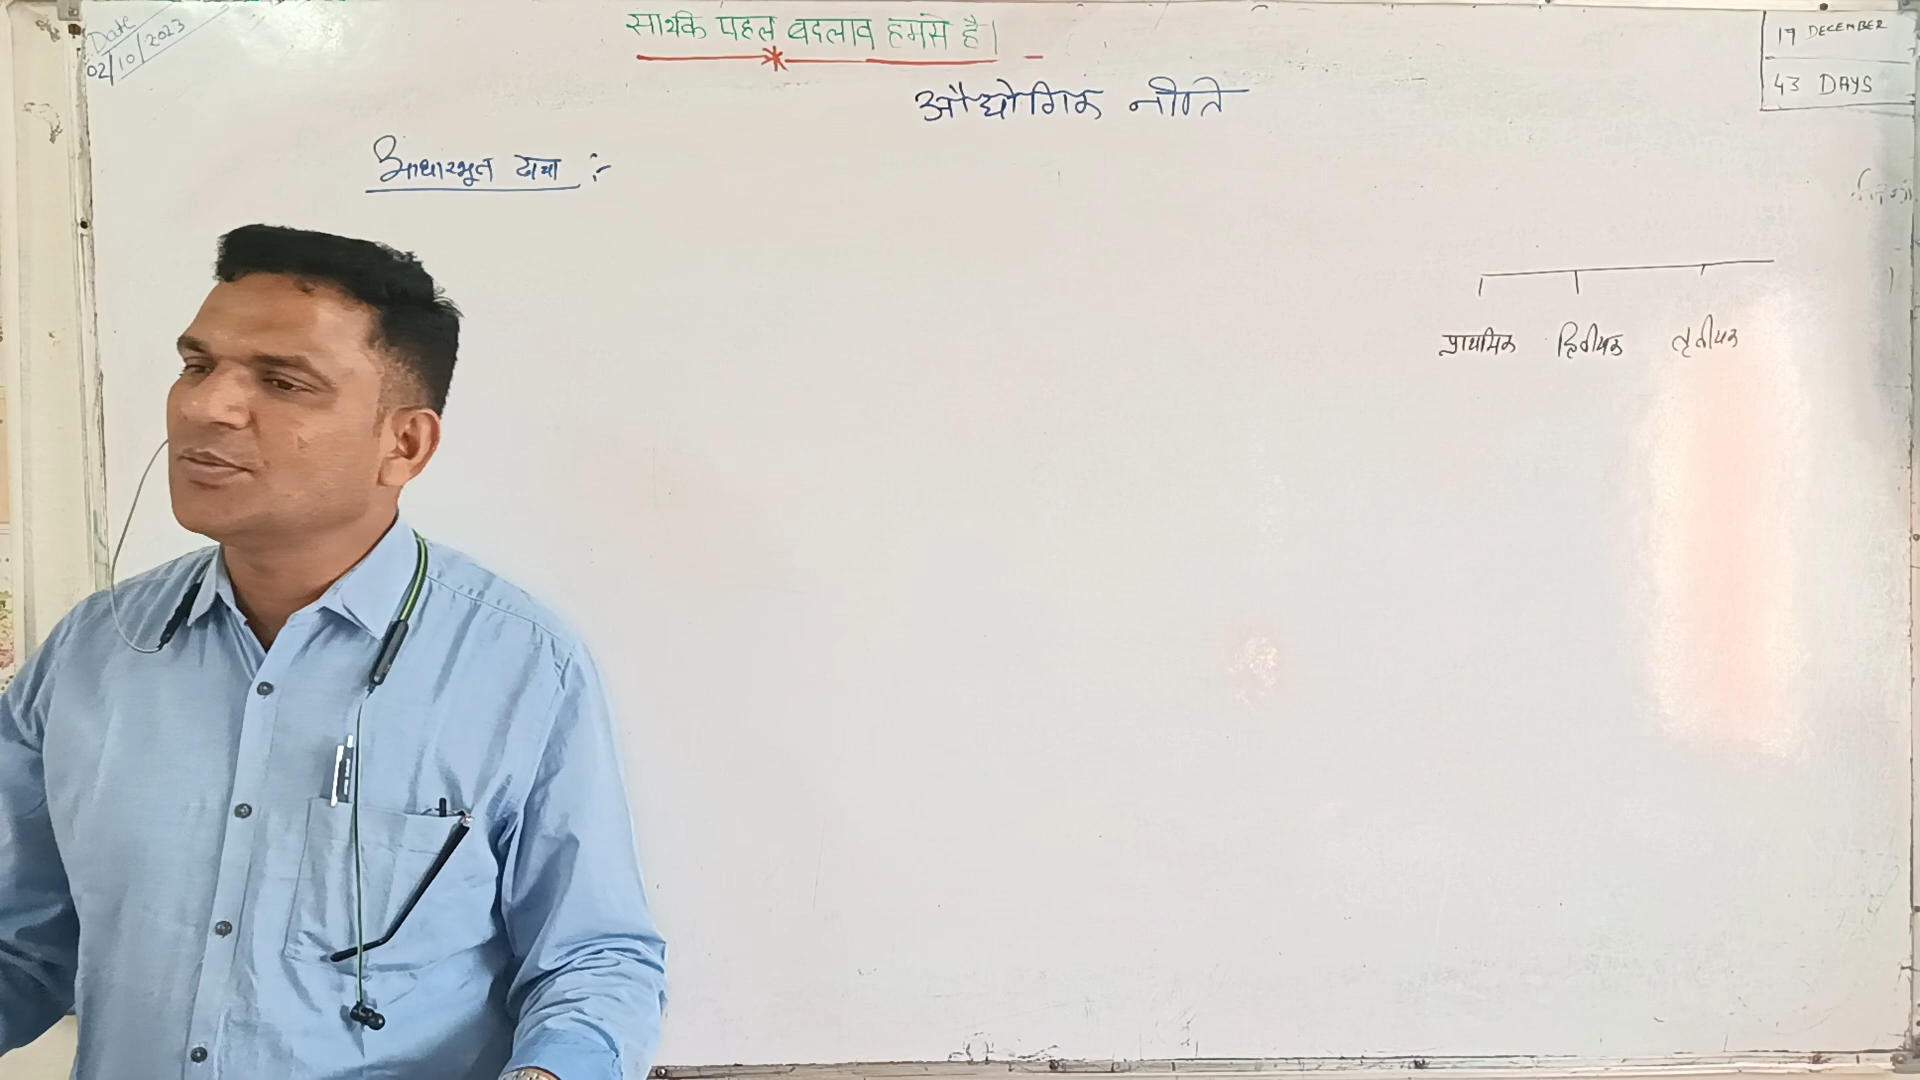 Date
02/10/2023
सार्थक पहल बदलाव हमसे है।
17 DECEMBER
43 DAYS
औद्योगिक नीति
आधारभूत ढाचा :-
प्राथमिक द्वितीयक तृतीयक